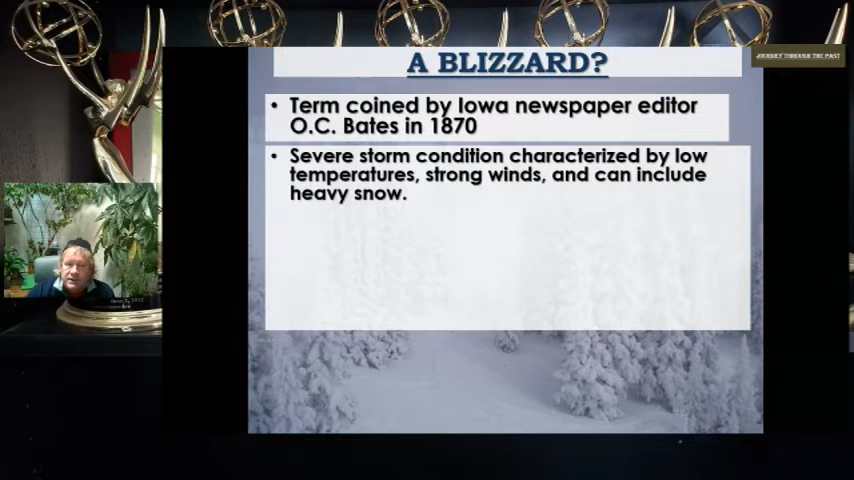 A BLIZZARD?
JOURNEY THROUGH THE PAST
• Term coined by Iowa newspaper editor
O.C. Bates in 1870
• Severe storm condition characterized by low
temperatures, strong winds, and can include
heavy snow.